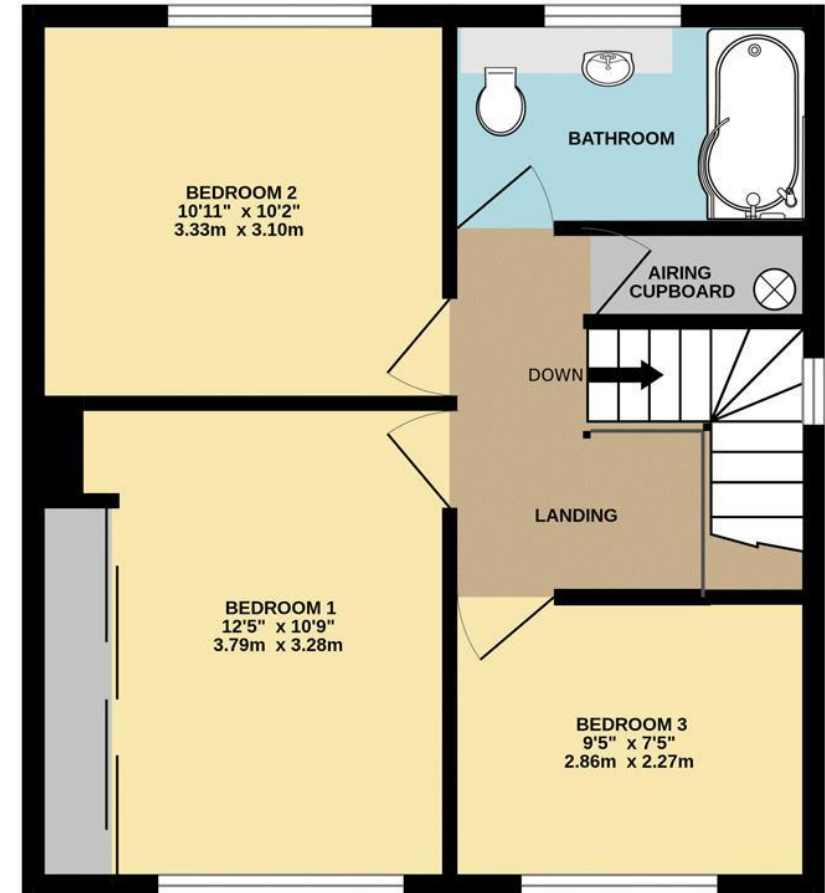 BEDROOM 2
10'11" x 10'2"
3.33m x 3.10m
BATHROOM
AIRING
CUPBOARD
DOWN
LANDING
BEDROOM 1
12'5" x 10'9"
3.79m x 3.28m
BEDROOM 3
9'5" x 7'5"
2.86m x 2.27m